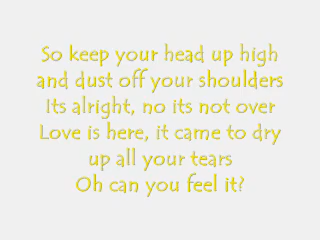 So keep your head up high
and dust off your shoulders
Its alright, no its not over
Love is here, it came to dry
up all your tears
Oh can you feel it?